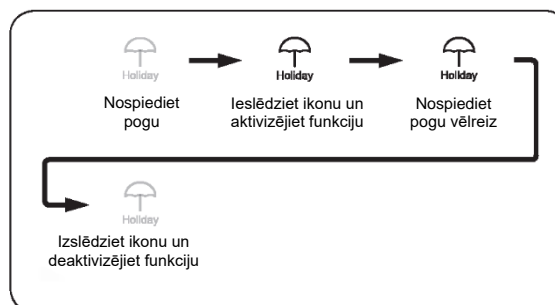 Holiday
Nospiediet
pogu
Holiday
Ieslēdziet ikonu un
aktivizējiet funkciju
Holiday
Nospiediet
pogu vēlreiz
Holiday
Izslēdziet ikonu un
deaktivizējiet funkciju